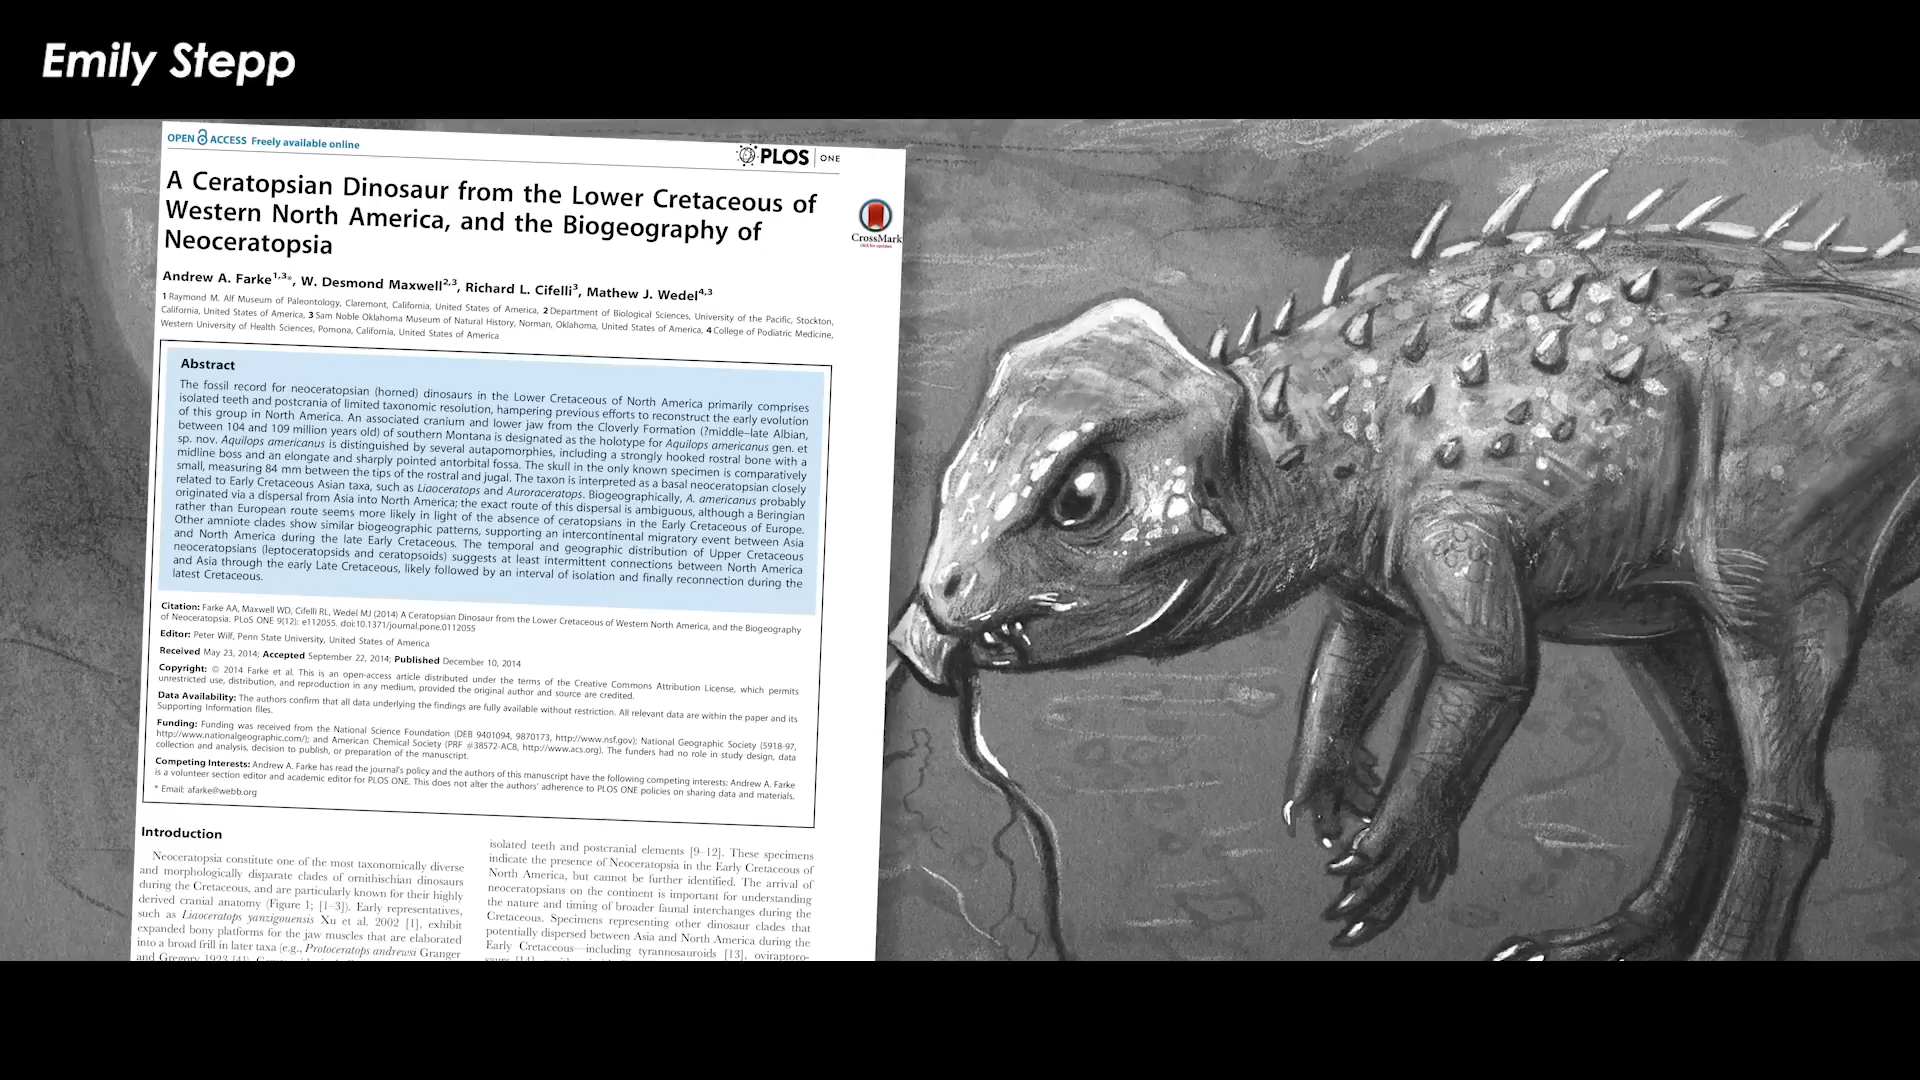 Emily Stepp
OPEN ACCESS Freely available online
PLOS ONE
A Ceratopsian Dinosaur from the Lower Cretaceous of
Western North America, and the Biogeography of
Neoceratopsia
CrossMark
click for updates
Andrew A. Farke1,3*, W. Desmond Maxwell2,3, Richard L. Cifelli3, Mathew J. Wedel4,3
1 Raymond M. Alf Museum of Paleontology, Claremont, California, United States of America, 2 Department of Biological Sciences, University of the Pacific, Stockton,
California, United States of America, 3 Sam Noble Oklahoma Museum of Natural History, Norman, Oklahoma, United States of America, 4 College of Podiatric Medicine,
Western University of Health Sciences, Pomona, California, United States of America
Abstract
The fossil record for neoceratopsian (horned) dinosaurs in the Lower Cretaceous of North America primarily comprises
isolated teeth and postcrania of limited taxonomic resolution, hampering previous efforts to reconstruct the early evolution
of this group in North America. An associated cranium and lower jaw from the Cloverly Formation (?middle–late Albian,
between 104 and 109 million years old) of southern Montana is designated as the holotype for Aquilops americanus gen. et
sp. nov. Aquilops americanus is distinguished by several autapomorphies, including a strongly hooked rostral bone with a
midline boss and an elongate and sharply pointed antorbital fossa. The skull in the only known specimen is comparatively
small, measuring 84 mm between the tips of the rostral and jugal. The taxon is interpreted as a basal neoceratopsian closely
related to Early Cretaceous Asian taxa, such as Liaoceratops and Auroraceratops. Biogeographically, A. americanus probably
originated via a dispersal from Asia into North America; the exact route of this dispersal is ambiguous, although a Beringian
rather than European route seems more likely in light of the absence of ceratopsians in the Early Cretaceous of Europe.
Other amniote clades show similar biogeographic patterns, supporting an intercontinental migratory event between Asia
and North America during the late Early Cretaceous. The temporal and geographic distribution of Upper Cretaceous
neoceratopsians (leptoceratopsids and ceratopsoids) suggests at least intermittent connections between North America
and Asia through the early Late Cretaceous, likely followed by an interval of isolation and finally reconnection during the
latest Cretaceous.
Citation: Farke AA, Maxwell WD, Cifelli RL, Wedel MJ (2014) A Ceratopsian Dinosaur from the Lower Cretaceous of Western North America, and the Biogeography
of Neoceratopsia. PLoS ONE 9(12): e112055. doi:10.1371/journal.pone.0112055
Editor: Peter Wilf, Penn State University, United States of America
Received May 23, 2014; Accepted September 22, 2014; Published December 10, 2014
Copyright: © 2014 Farke et al. This is an open-access article distributed under the terms of the Creative Commons Attribution License, which permits
unrestricted use, distribution, and reproduction in any medium, provided the original author and source are credited.
Data Availability: The authors confirm that all data underlying the findings are fully available without restriction. All relevant data are within the paper and its
Supporting Information files.
Funding: Funding was received from the National Science Foundation (DEB 9401094, 9870173, http://www.nsf.gov); National Geographic Society (5918-97,
http://www.nationalgeographic.com/); and American Chemical Society (PRF #38572-AC8, http://www.acs.org). The funders had no role in study design, data
collection and analysis, decision to publish, or preparation of the manuscript.
Competing Interests: Andrew A. Farke has read the journal's policy and the authors of this manuscript have the following competing interests: Andrew A. Farke
is a volunteer section editor and academic editor for PLOS ONE. This does not alter the authors' adherence to PLOS ONE policies on sharing data and materials.
* Email: afarke@webb.org
Introduction
Neoceratopsia constitute one of the most taxonomically diverse
and morphologically disparate clades of ornithischian dinosaurs
during the Cretaceous, and are particularly known for their highly
derived cranial anatomy (Figure 1; [1–3]). Early representatives,
such as Liaoceratops yanzigouensis Xu et al. 2002 [1], exhibit
expanded bony platforms for the jaw muscles that are elaborated
into a broad frill in later taxa (e.g., Protoceratops andrewsi Granger
and Gregory 1923 [4]).
isolated teeth and postcranial elements [9–12]. These specimens
indicate the presence of Neoceratopsia in the Early Cretaceous of
North America, but cannot be further identified. The arrival of
neoceratopsians on the continent is important for understanding
the nature and timing of broader faunal interchanges during the
Cretaceous. Specimens representing other dinosaur clades that
potentially dispersed between Asia and North America during the
Early Cretaceous—including tyrannosauroids [13], oviraptoro-